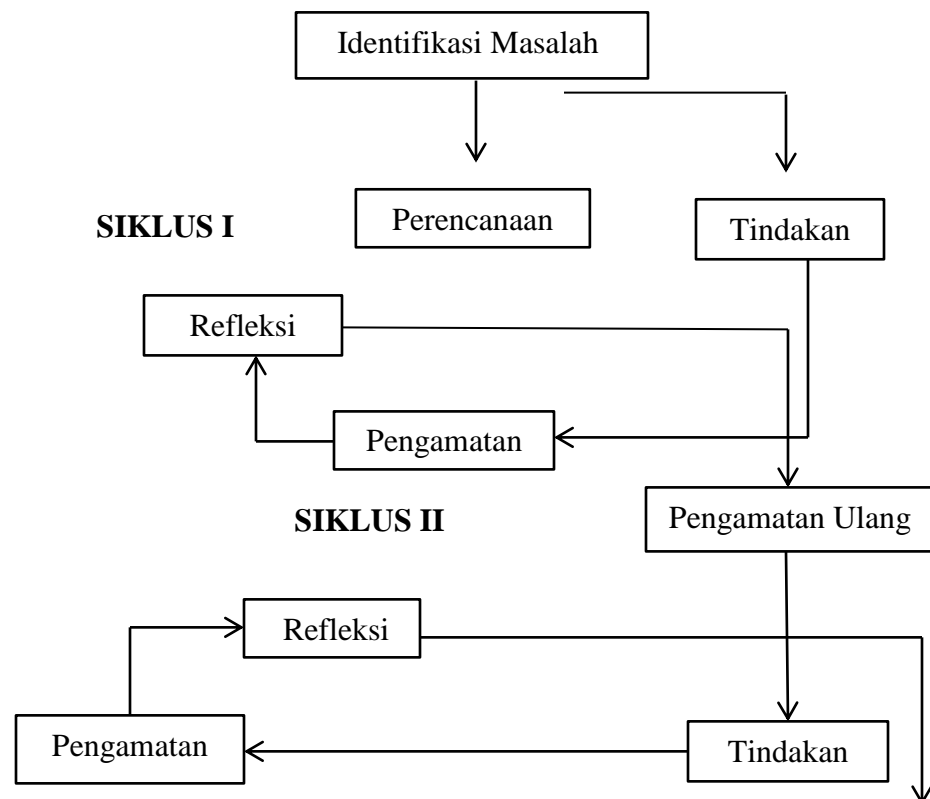 Identifikasi Masalah
SIKLUS I
Perencanaan
Tindakan
Refleksi
Pengamatan
SIKLUS II
Pengamatan Ulang
Refleksi
Pengamatan
Tindakan